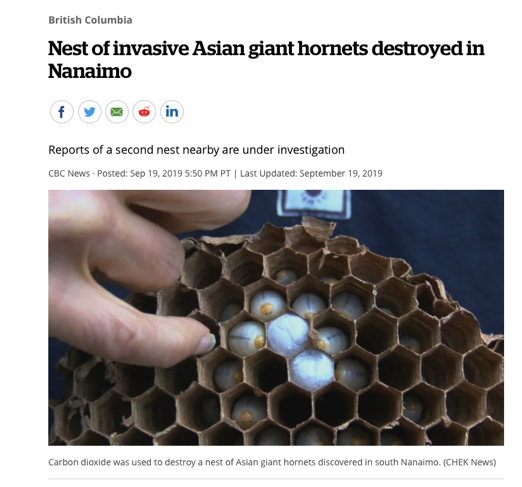 British Columbia
Nest of invasive Asian giant hornets destroyed in
Nanaimo
Reports of a second nest nearby are under investigation
CBC News · Posted: Sep 19, 2019 5:50 PM PT | Last Updated: September 19, 2019
Carbon dioxide was used to destroy a nest of Asian giant hornets discovered in south Nanaimo. (CHEK News)